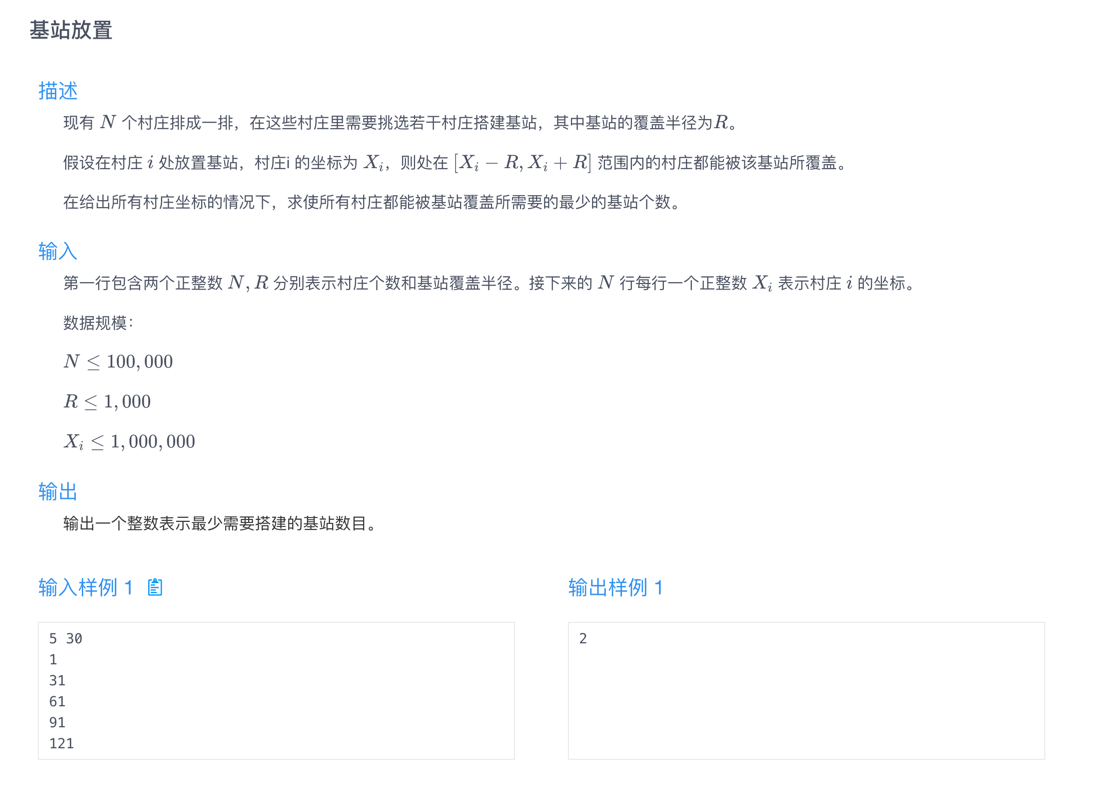 基站放置
描述
现有 N 个村庄排成一排，在这些村庄里需要挑选若干村庄搭建基站，其中基站的覆盖半径为R。
假设在村庄 i 处放置基站，村庄i 的坐标为 Xi，则处在 [Xi − R, Xi + R] 范围内的村庄都能被该基站所覆盖。
在给出所有村庄坐标的情况下，求使所有村庄都能被基站覆盖所需要的最少的基站个数。
输入
第一行包含两个正整数 N, R 分别表示村庄个数和基站覆盖半径。接下来的 N 行每行一个正整数 Xi 表示村庄 i 的坐标。
数据规模：
N ≤ 100,000
R ≤ 1,000
Xi ≤ 1,000,000
输出
输出一个整数表示最少需要搭建的基站数目。
输入样例 1
5 30
1
31
61
91
121
输出样例 1
2